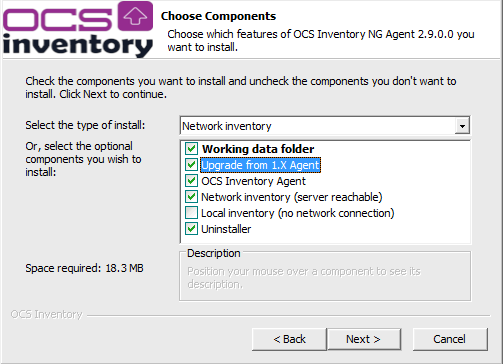 OCS
inventory
Choose Components
Choose which features of OCS Inventory NG Agent 2.9.0.0 you
want to install.
Check the components you want to install and uncheck the components you don't want to
install. Click Next to continue.
Select the type of install:
Network inventory
Or, select the optional
components you wish to
install:
Working data folder
Upgrade from 1.X Agent
OCS Inventory Agent
Network inventory (server reachable)
Local inventory (no network connection)
Uninstaller
Space required: 18.3 MB
Description
Position your mouse over a component to see its
description.
OCS Inventory
< Back
Next >
Cancel